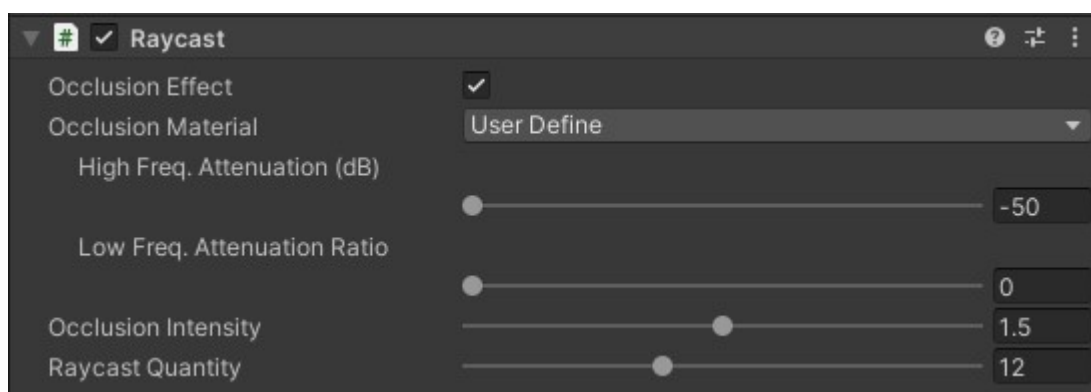 # Raycast
Occlusion Effect
Occlusion Material User Define
High Freq. Attenuation (dB)
-50
Low Freq. Attenuation Ratio
0
Occlusion Intensity 1.5
Raycast Quantity 12